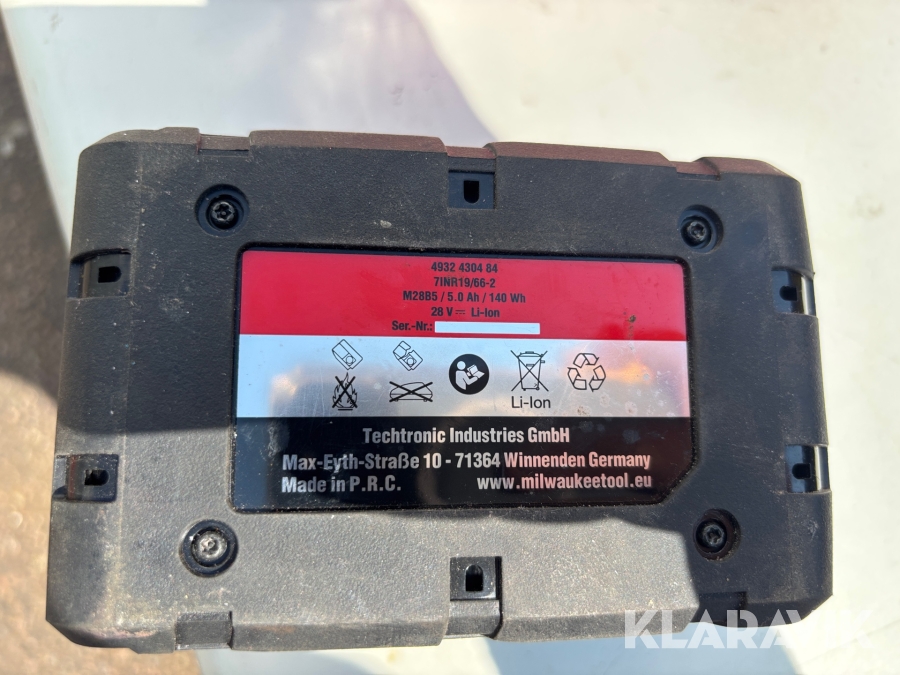 4932 4304 84
7INR19/66-2
M28B5 / 5.0 Ah / 140 Wh
28 V ⎓ Li-Ion
Ser.-Nr.:
Li-Ion
Techtronic Industries GmbH
Max-Eyth-Straße 10 - 71364 Winnenden Germany
Made in P.R.C. www.milwaukeetool.eu
KLARAVIK